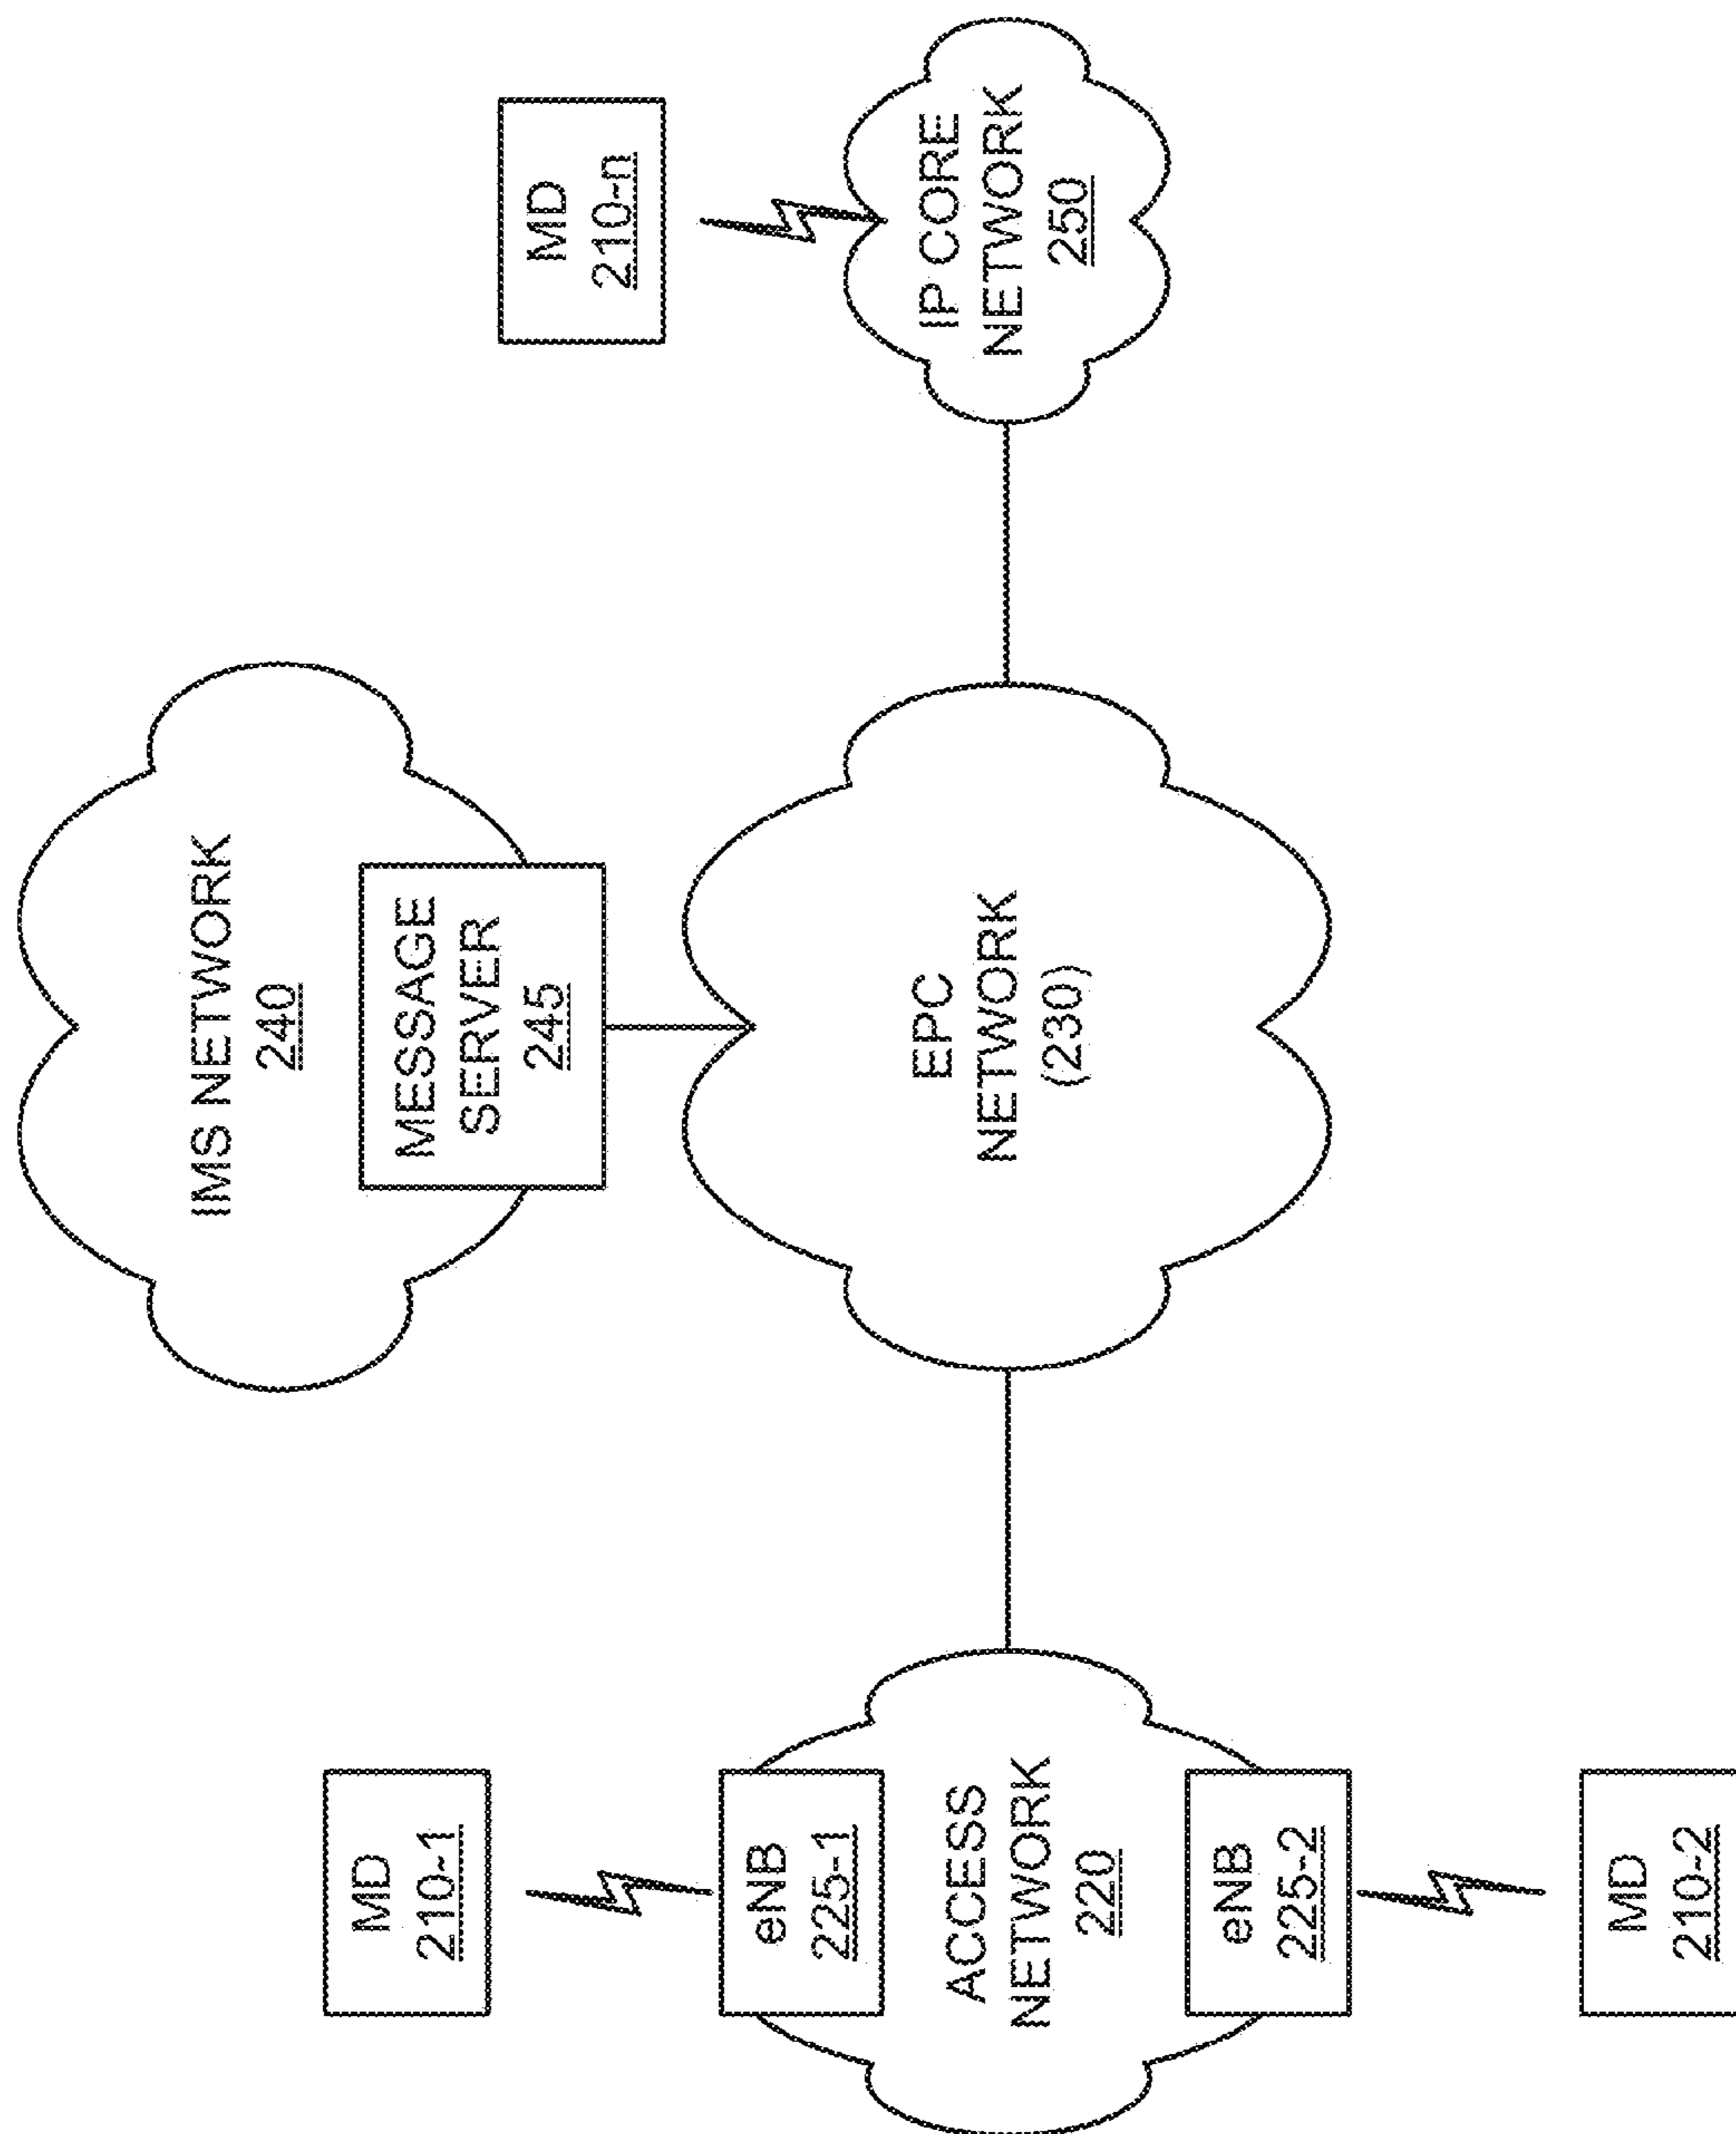 IMS NETWORK
240
MESSAGE
SERVER
245
MD
210-1
MD
210-n
eNB
225-1
ACCESS
NETWORK
220
eNB
225-2
EPC
NETWORK
(230)
IP CORE
NETWORK
250
MD
210-2